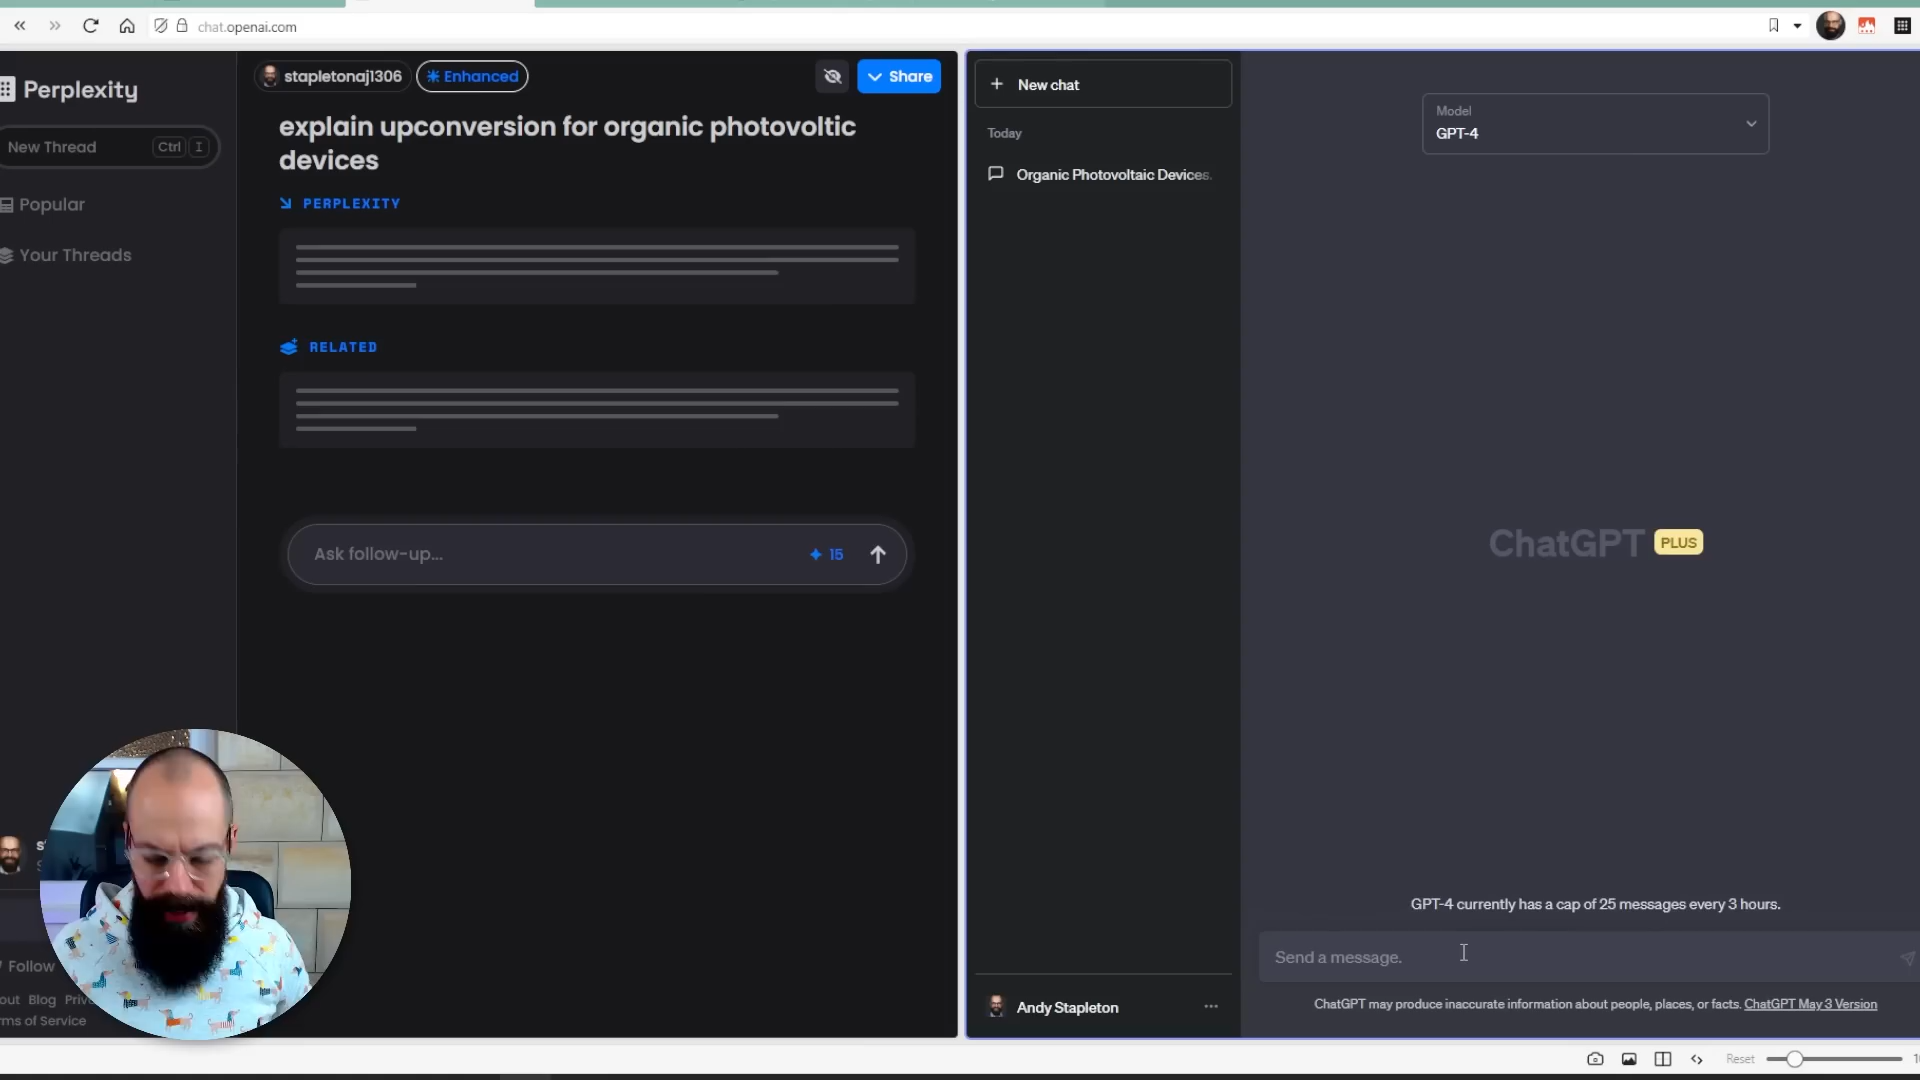 chat.openai.com
Perplexity
New Thread
Ctrl
I
Popular
Your Threads
Follow
Blog
stapletonaj1306
Enhanced
Share
explain upconversion for organic photovoltic
devices
PERPLEXITY
RELATED
Ask follow-up...
15
New chat
Today
Organic Photovoltaic Devices.
Andy Stapleton
Model
GPT-4
ChatGPT PLUS
GPT-4 currently has a cap of 25 messages every 3 hours.
Send a message.
ChatGPT may produce inaccurate information about people, places, or facts. ChatGPT May 3 Version
Reset